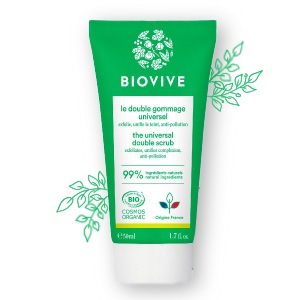 BIOVIVE
le double gommage
universel
exfolie, unifie le teint, anti-pollution
the universal
double scrub
exfoliates, unifies complexion,
anti-pollution
99% ingrédients naturels
natural ingredients
BIO
COSMOS
ORGANIC
Origine France
e 50ml 1.7 fl oz